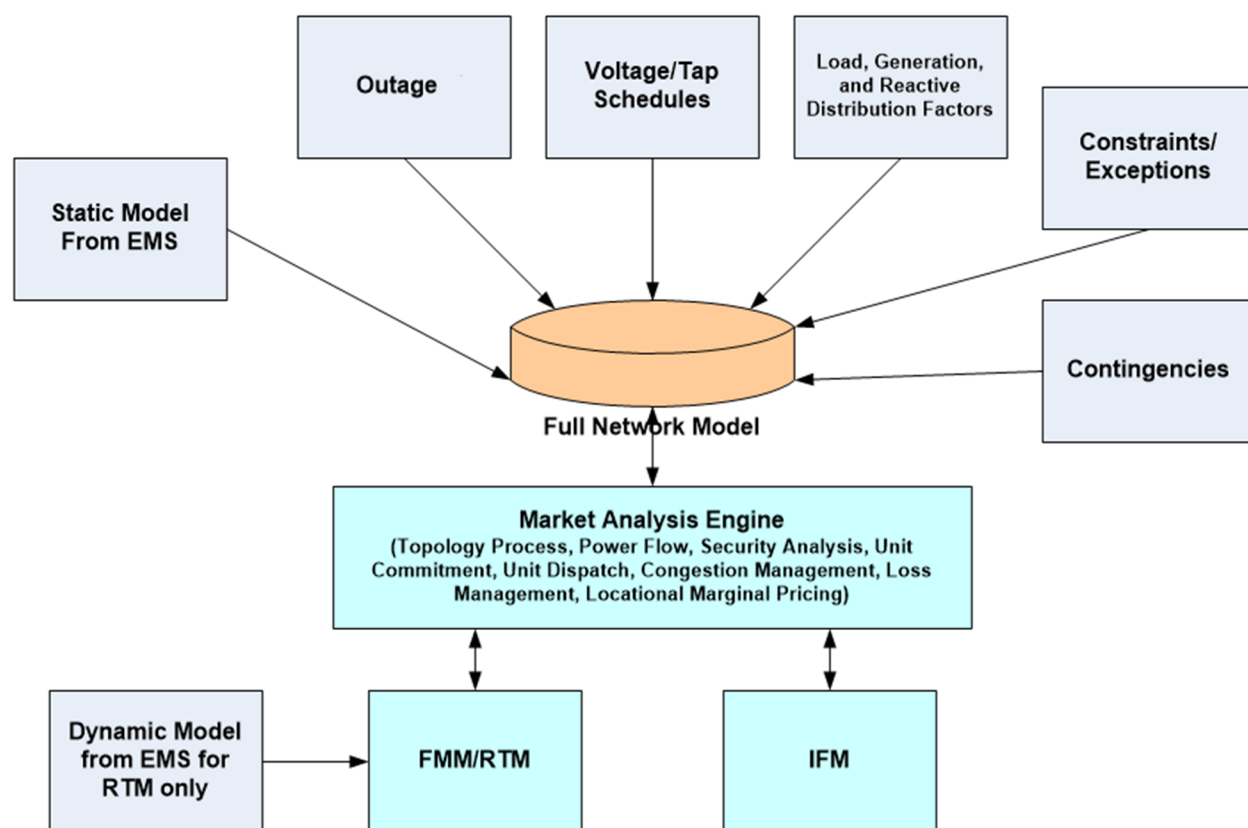 Outage
Voltage/Tap
Schedules
Load, Generation,
and Reactive
Distribution Factors
Constraints/
Exceptions
Static Model
From EMS
Contingencies
Full Network Model
Market Analysis Engine
(Topology Process, Power Flow, Security Analysis, Unit
Commitment, Unit Dispatch, Congestion Management, Loss
Management, Locational Marginal Pricing)
Dynamic Model
from EMS for
RTM only
FMM/RTM
IFM